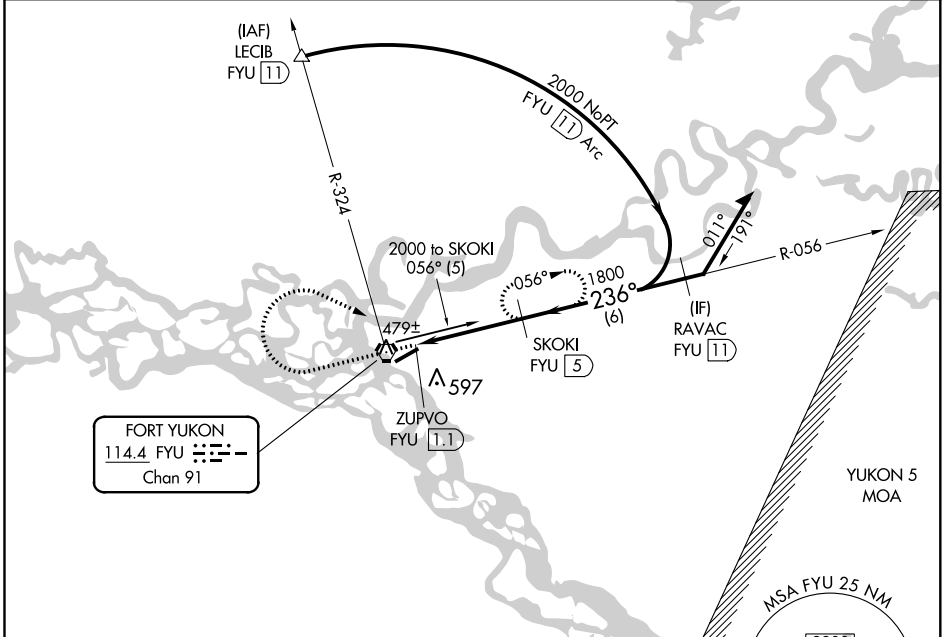 (IAF)
LECIB
FYU 11
2000 NoPT
FYU 11 Arc
R-324
2000 to SKOKI
056° (5)
056°
1800
236°
(6)
011°
191°
R-056
(IF)
RAVAC
FYU 11
SKOKI
FYU 5
479±
597
ZUPVO
FYU 1.1
FORT YUKON
114.4 FYU
Chan 91
YUKON 5
MOA
MSA FYU 25 NM